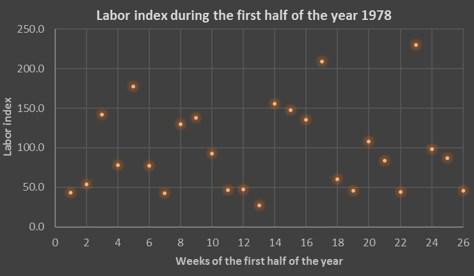 Labor index during the first half of the year 1978
250.0
200.0
150.0
100.0
50.0
0.0
Labor index
0 2 4 6 8 10 12 14 16 18 20 22 24 26
Weeks of the first half of the year